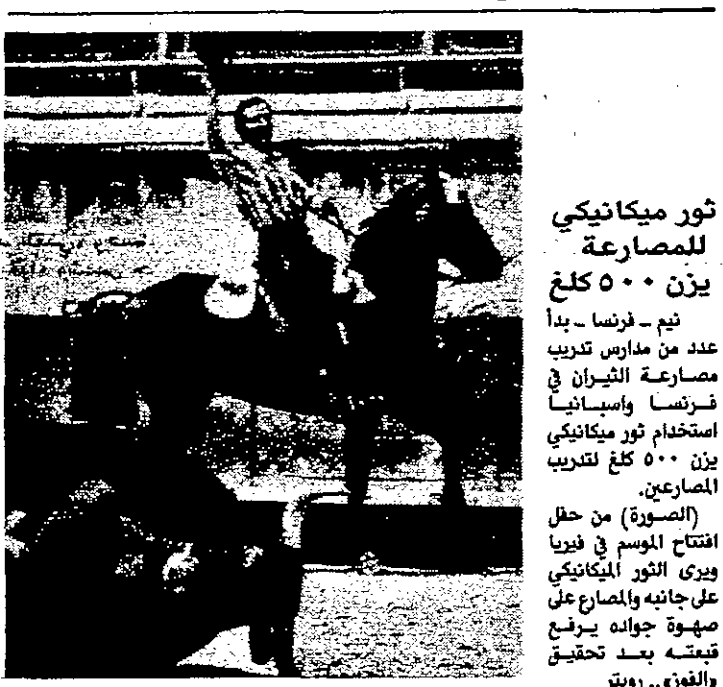 ثور ميكانيكي
للمصارعة
يزن ٥٠٠ كلغ
نيم ـ فرنسا ـ بدأ
عدد من مدارس تدريب
مصارعة الثيران في
فرنسا واسبانيا
استخدام ثور ميكانيكي
يزن ٥٠٠ كلغ لتدريب
المصارعين.
(الصورة) من حفل
افتتاح الموسم في فيريا
ويرى الثور الميكانيكي
على جانبه والمصارع على
صهوة جواده يرفع
قبعته بعد تحقيق
«الفوز».. رويتر